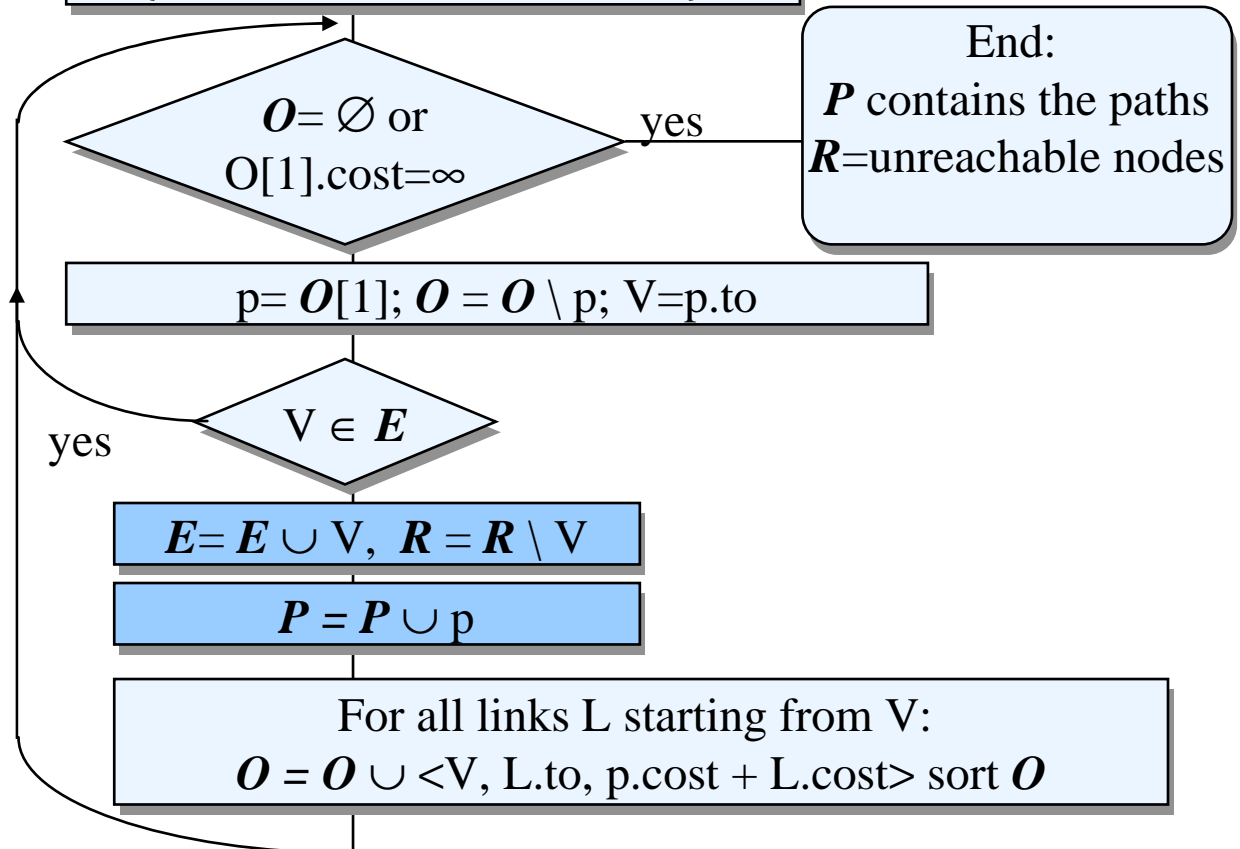 End:
P contains the paths
R=unreachable nodes
O= ∅ or
O[1].cost=∞
yes
p= O[1]; O = O \ p; V=p.to
V ∈ E
yes
E= E ∪ V, R = R \ V
P = P ∪ p
For all links L starting from V:
O = O ∪ <V, L.to, p.cost + L.cost> sort O